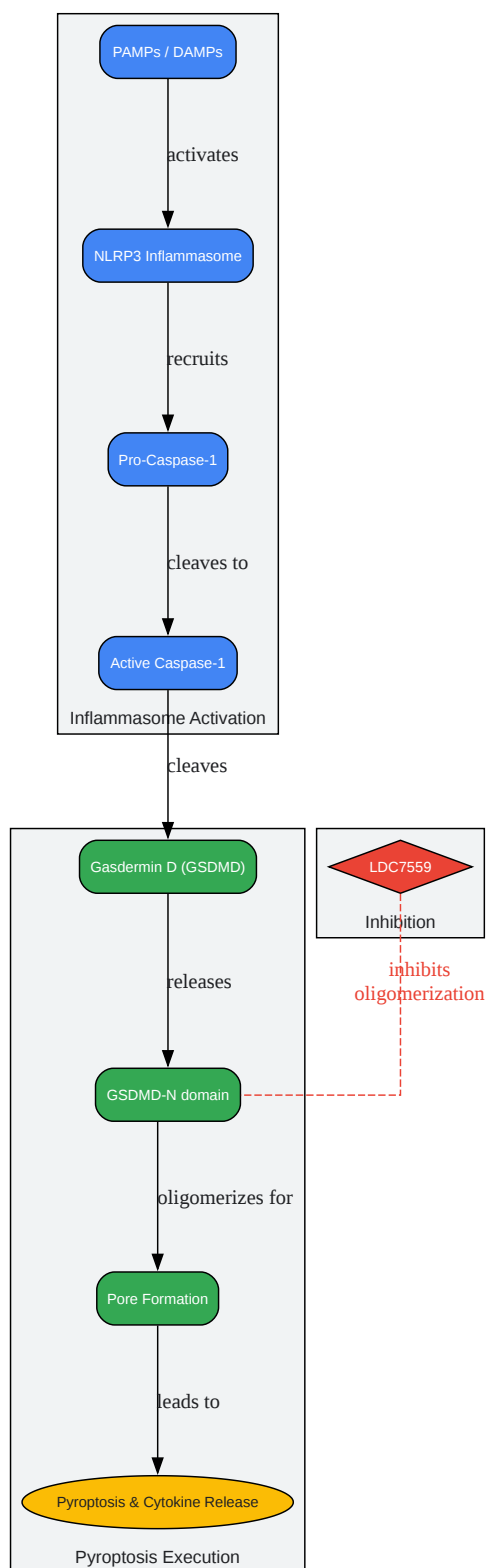 PAMPs / DAMPs
activates
NLRP3 Inflammasome
recruits
Pro-Caspase-1
cleaves to
Active Caspase-1
Inflammasome Activation
cleaves
Gasdermin D (GSDMD)
LDC7559
Inhibition
inhibits
oligomerization
releases
GSDMD-N domain
oligomerizes for
Pore Formation
leads to
Pyroptosis & Cytokine Release
Pyroptosis Execution